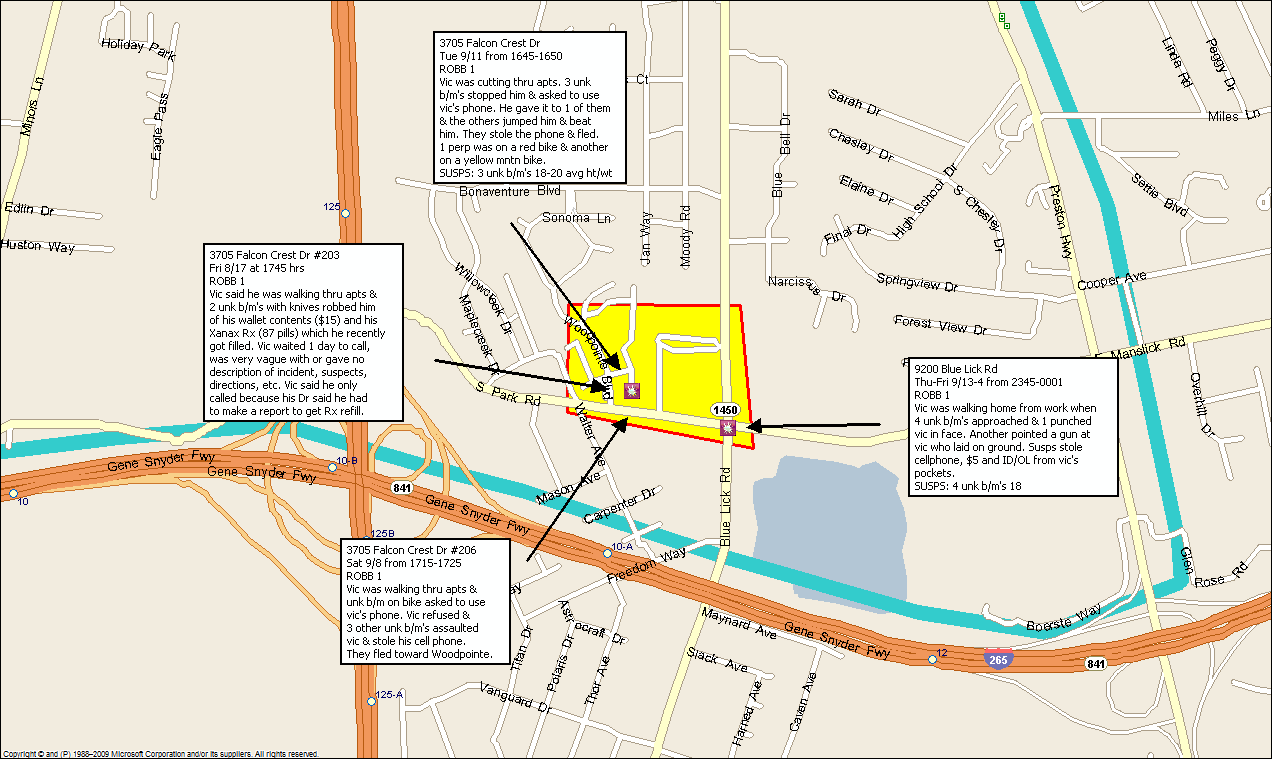 3705 Falcon Crest Dr
Tue 9/11 from 1645-1650
ROBB 1
Vic was cutting thru apts. 3 unk
b/m's stopped him & asked to use
vic's phone. He gave it to 1 of them
& the others jumped him & beat
him. They stole the phone & fled.
1 perp was on a red bike & another
on a yellow mntn bike.
SUSPS: 3 unk b/m's 18-20 avg ht/wt
3705 Falcon Crest Dr #203
Fri 8/17 at 1745 hrs
ROBB 1
Vic said he was walking thru apts &
2 unk b/m's with knives robbed him
of his wallet contents ($15) and his
Xanax Rx (87 pills) which he recently
got filled. Vic waited 1 day to call,
was very vague with or gave no
description of incident, suspects,
directions, etc. Vic said he only
called because his Dr said he had
to make a report to get Rx refill.
9200 Blue Lick Rd
Thu-Fri 9/13-4 from 2345-0001
ROBB 1
Vic was walking home from work when
4 unk b/m's approached & 1 punched
vic in face. Another pointed a gun at
vic who laid on ground. Susps stole
cellphone, $5 and ID/OL from vic's
pockets.
SUSPS: 4 unk b/m's 18
3705 Falcon Crest Dr #206
Sat 9/8 from 1715-1725
ROBB 1
Vic was walking thru apts &
unk b/m on bike asked to use
vic's phone. Vic refused &
3 other unk b/m's assaulted
vic & stole his cell phone.
They fled toward Woodpointe.
Holiday Park
Minors Ln
Eagle Pass
Edlin Dr
Huston Way
125
Ct
Bonaventure Blvd
Sonoma Ln
Jan Way
Moody Rd
Blue Bell Dr
Narcissus Dr
Sarah Dr
Chesley Dr
Elaine Dr
Final Dr
High School Dr
S Chesley Dr
Springview Dr
Forest View Dr
Linda Rd
Peggy Dr
Miles Ln
Settle Blvd
Preston Hwy
Cooper Ave
E Manslick Rd
Overhill Dr
Willowcreek Dr
Maplecreek Dr
Woodpointe Blvd
S Park Rd
1450
Walter Ave
Mason Ave
Carpenter Dr
Blue Lick Rd
Freedom Way
Gene Snyder Fwy
Gene Snyder Fwy
Gene Snyder Fwy
Gene Snyder Fwy
10
10-B
841
125B
10-A
Astrocraft Dr
Titan Dr
Polaris Dr
Thor Ave
Vanguard Dr
125-A
Maynard Ave
Slack Ave
Harned Ave
Caven Ave
12
265
841
Boerste Way
Glen Rose Rd
Copyright © and (P) 1988–2009 Microsoft Corporation and/or its suppliers. All rights reserved.